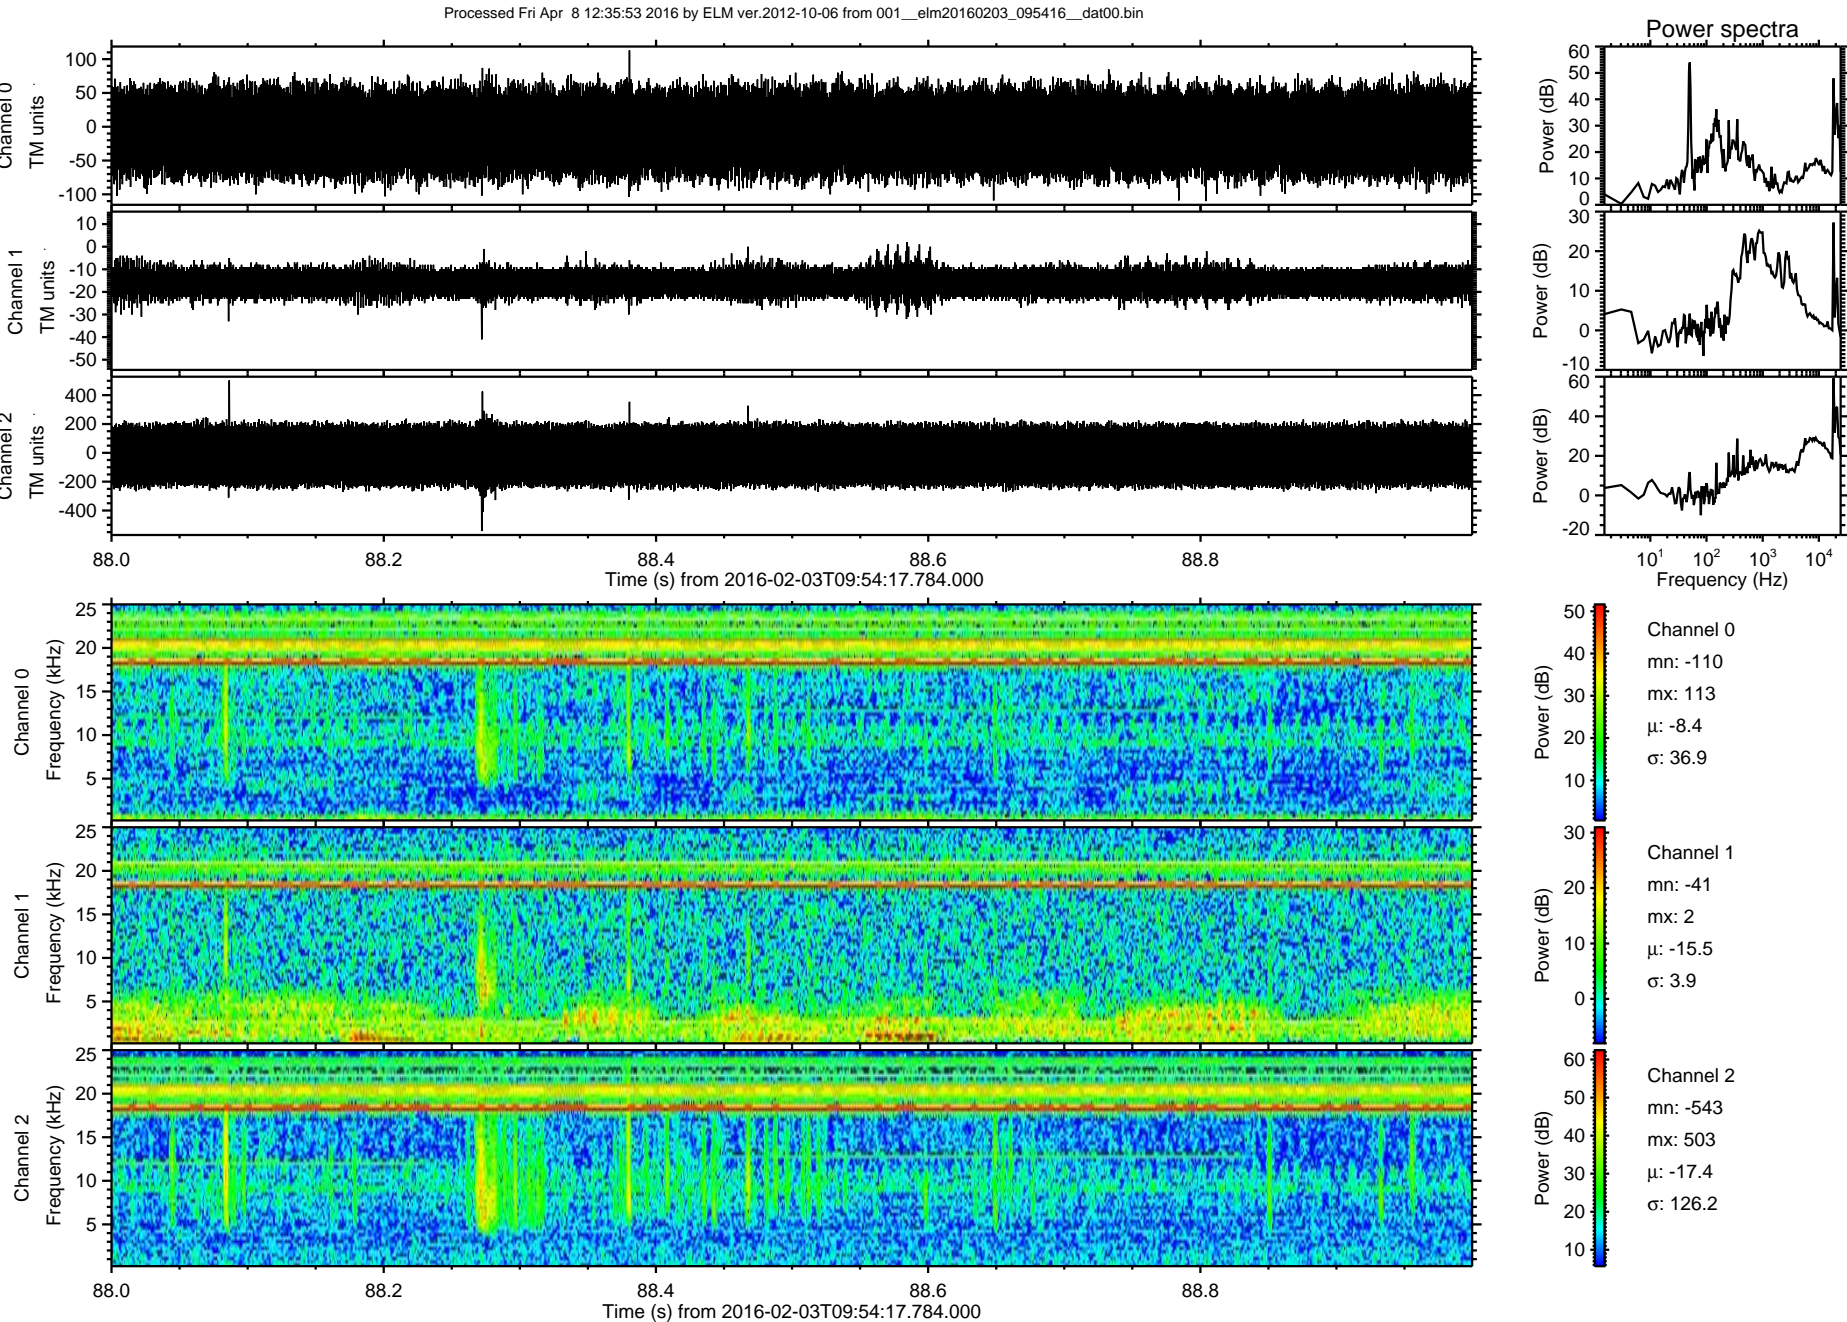 Processed Fri Apr 8 12:35:53 2016 by ELM ver.2012-10-06 from 001__elm20160203_095416__dat00.bin
Power spectra
Channel 0
TM units
100
50
0
-50
-100
Power (dB)
60
50
40
30
20
10
0
Channel 1
TM units
10
0
-10
-20
-30
-40
-50
Power (dB)
30
20
10
0
-10
Channel 2
TM units
400
200
0
-200
-400
Power (dB)
60
40
20
0
-20
88.0 88.2 88.4 88.6 88.8
Time (s) from 2016-02-03T09:54:17.784.000
10¹ 10² 10³ 10⁴
Frequency (Hz)
Channel 0
Frequency (kHz)
25
20
15
10
5
Power (dB)
50
40
30
20
10
Channel 0
mn: -110
mx: 113
μ: -8.4
σ: 36.9
Channel 1
Frequency (kHz)
25
20
15
10
5
Power (dB)
30
20
10
0
Channel 1
mn: -41
mx: 2
μ: -15.5
σ: 3.9
Channel 2
Frequency (kHz)
25
20
15
10
5
Power (dB)
60
50
40
30
20
10
Channel 2
mn: -543
mx: 503
μ: -17.4
σ: 126.2
88.0 88.2 88.4 88.6 88.8
Time (s) from 2016-02-03T09:54:17.784.000